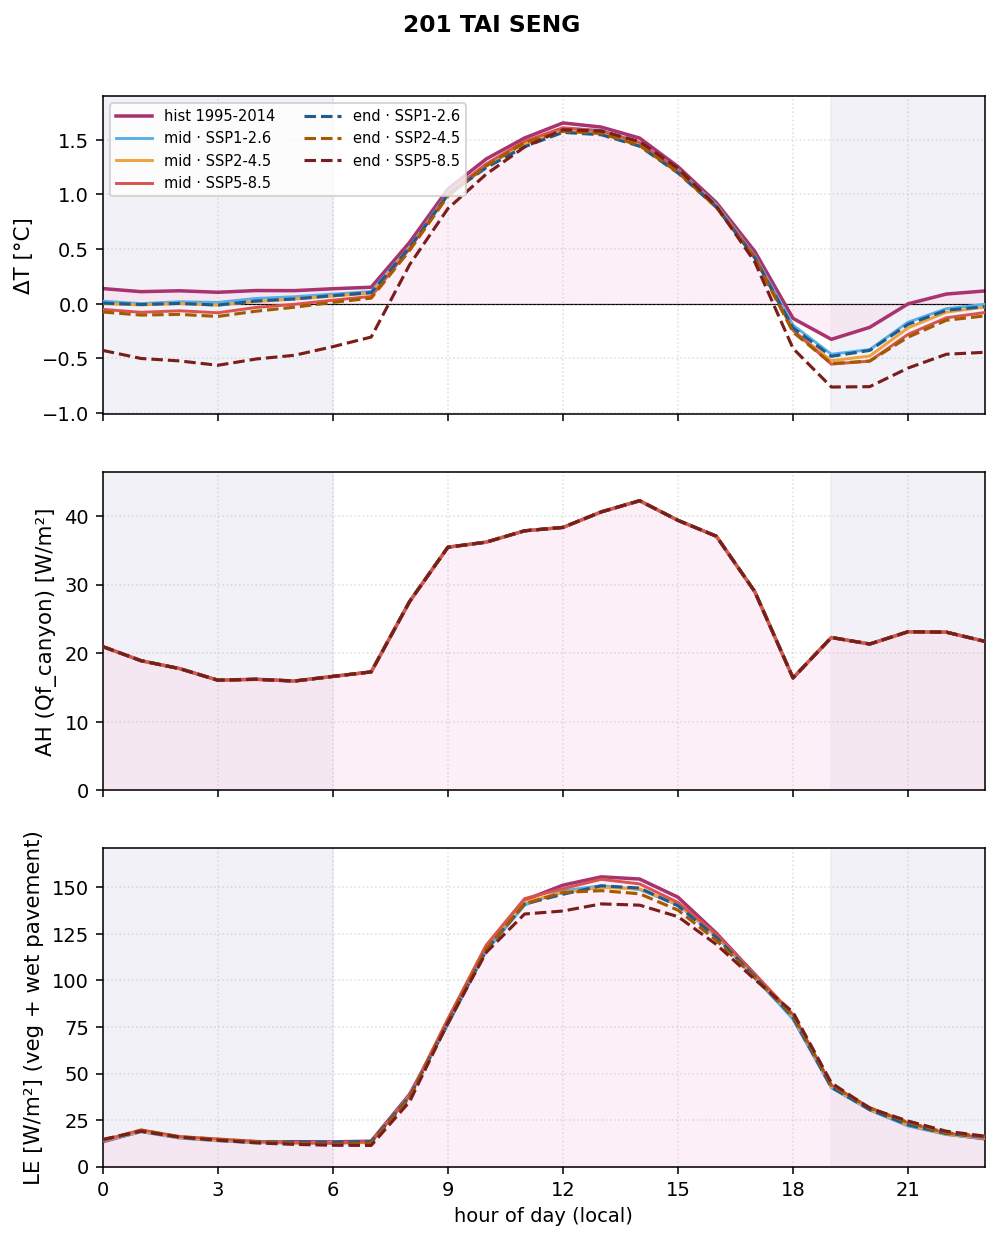 201 TAI SENG
hist 1995-2014
mid · SSP1-2.6
mid · SSP2-4.5
mid · SSP5-8.5
end · SSP1-2.6
end · SSP2-4.5
end · SSP5-8.5
ΔT [°C]
1.5
1.0
0.5
0.0
−0.5
−1.0
AH (Qf_canyon) [W/m²]
40
30
20
10
0
LE [W/m²] (veg + wet pavement)
150
125
100
75
50
25
0
0 3 6 9 12 15 18 21
hour of day (local)